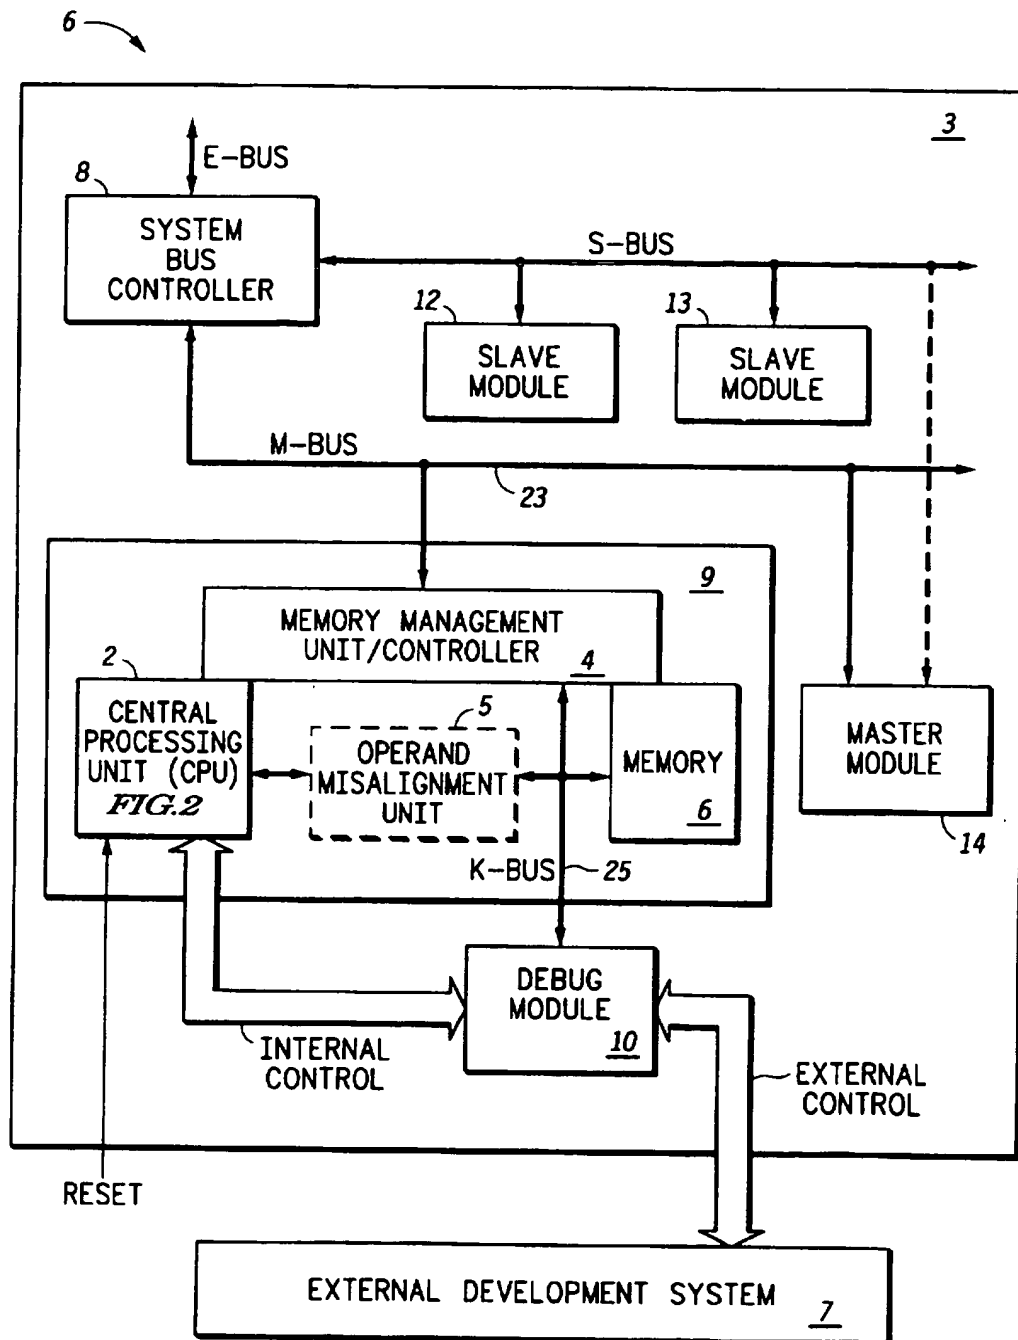 6
3
E-BUS
8
SYSTEM
BUS
CONTROLLER
S-BUS
12
SLAVE
MODULE
13
SLAVE
MODULE
M-BUS
23
9
MEMORY MANAGEMENT
UNIT/CONTROLLER
4
2
CENTRAL
PROCESSING
UNIT (CPU)
FIG.2
5
OPERAND
MISALIGNMENT
UNIT
MEMORY
6
MASTER
MODULE
14
K-BUS
25
DEBUG
MODULE
10
INTERNAL
CONTROL
EXTERNAL
CONTROL
RESET
EXTERNAL DEVELOPMENT SYSTEM
7